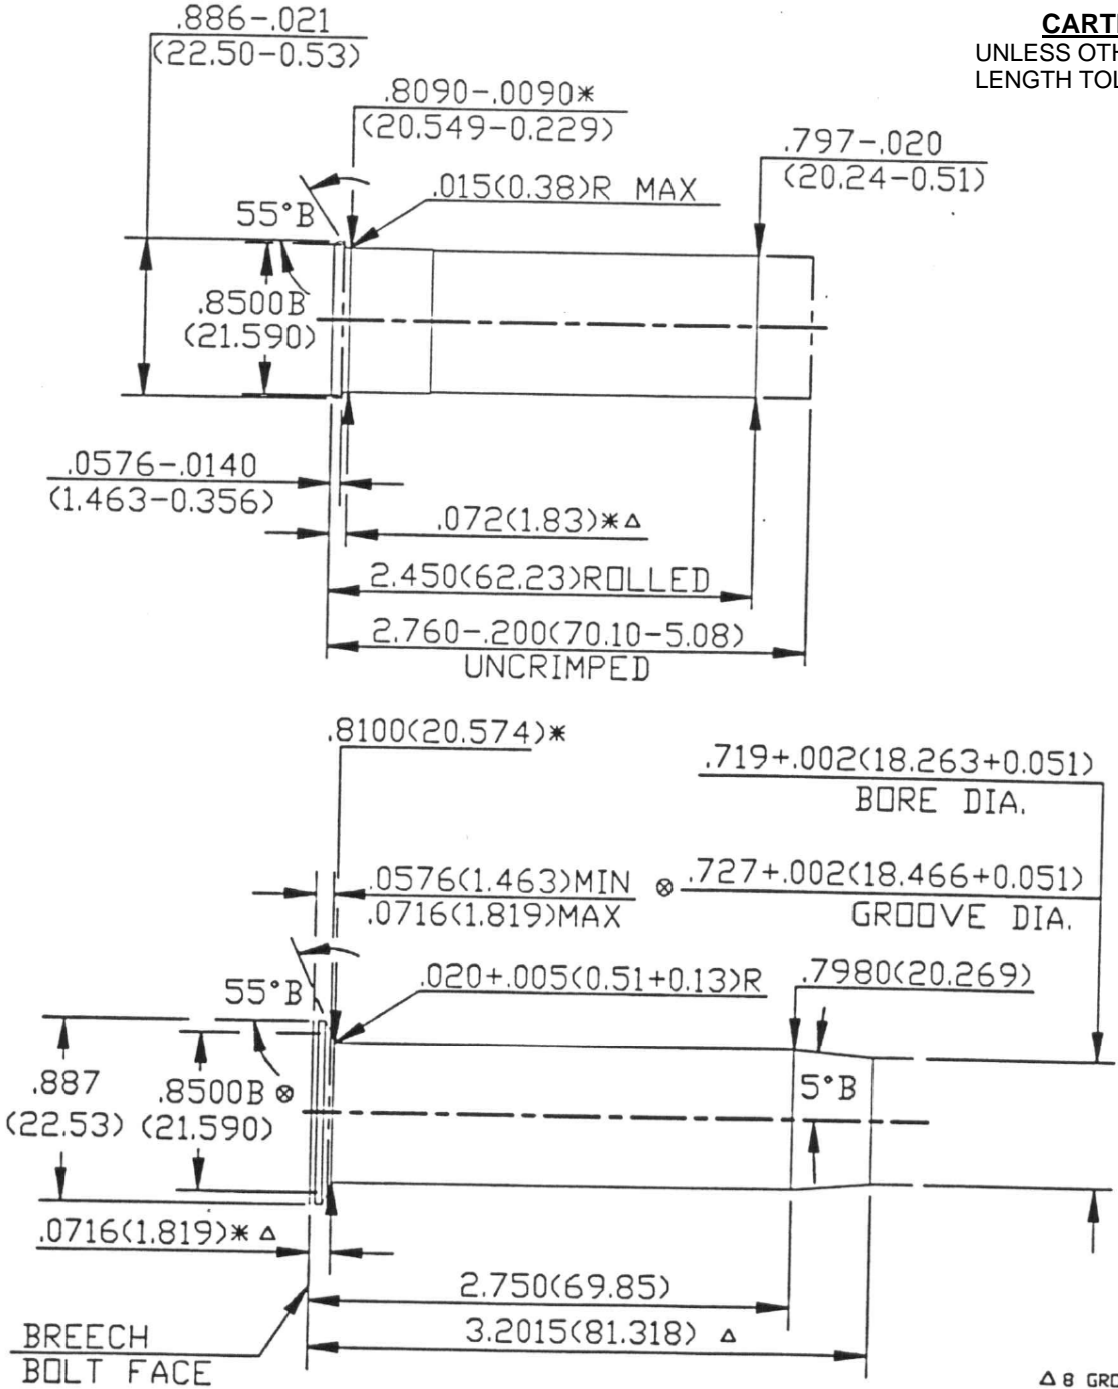 CARTI
UNLESS OTH
LENGTH TOL
.886-.021
(22.50-0.53)
.8090-.0090*
(20.549-0.229)
.797-.020
(20.24-0.51)
.015(0.38)R MAX
55°B
.8500B
(21.590)
.0576-.0140
(1.463-0.356)
.072(1.83)*Δ
2.450(62.23)ROLLED
2.760-.200(70.10-5.08)
UNCRIMPED
.8100(20.574)*
.719+.002(18.263+0.051)
BORE DIA.
.0576(1.463)MIN
.0716(1.819)MAX
⊗ .727+.002(18.466+0.051)
GROOVE DIA.
.020+.005(0.51+0.13)R
.7980(20.269)
55°B
.887
(22.53)
.8500B ⊗
(21.590)
5°B
.0716(1.819)* Δ
2.750(69.85)
3.2015(81.318) Δ
BREECH
BOLT FACE
Δ 8 GRO